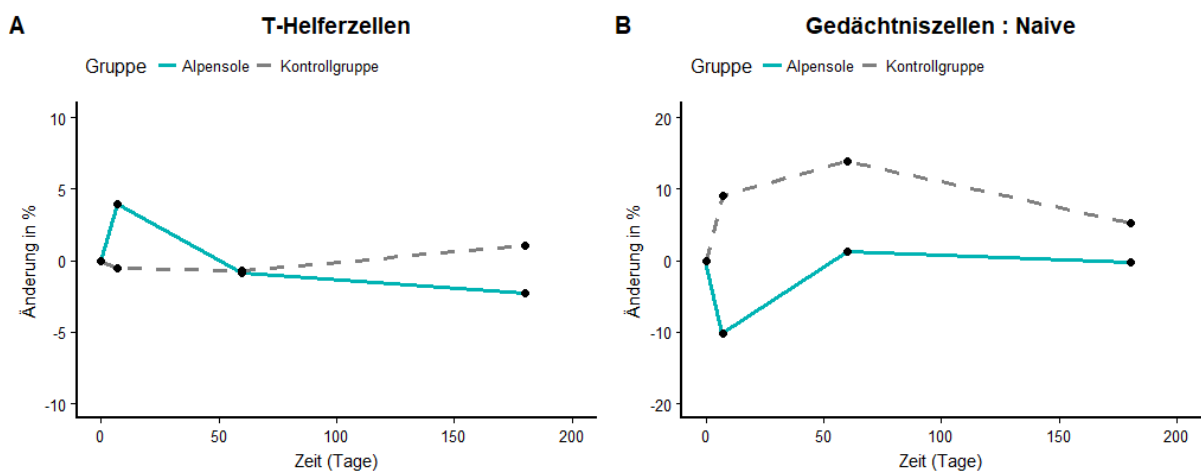 A
T-Helferzellen
Gruppe Alpensole Kontrollgruppe
Änderung in %
10
5
0
-5
-10
0 50 100 150 200
Zeit (Tage)
B
Gedächtniszellen : Naive
Gruppe Alpensole Kontrollgruppe
Änderung in %
20
10
0
-10
-20
0 50 100 150 200
Zeit (Tage)